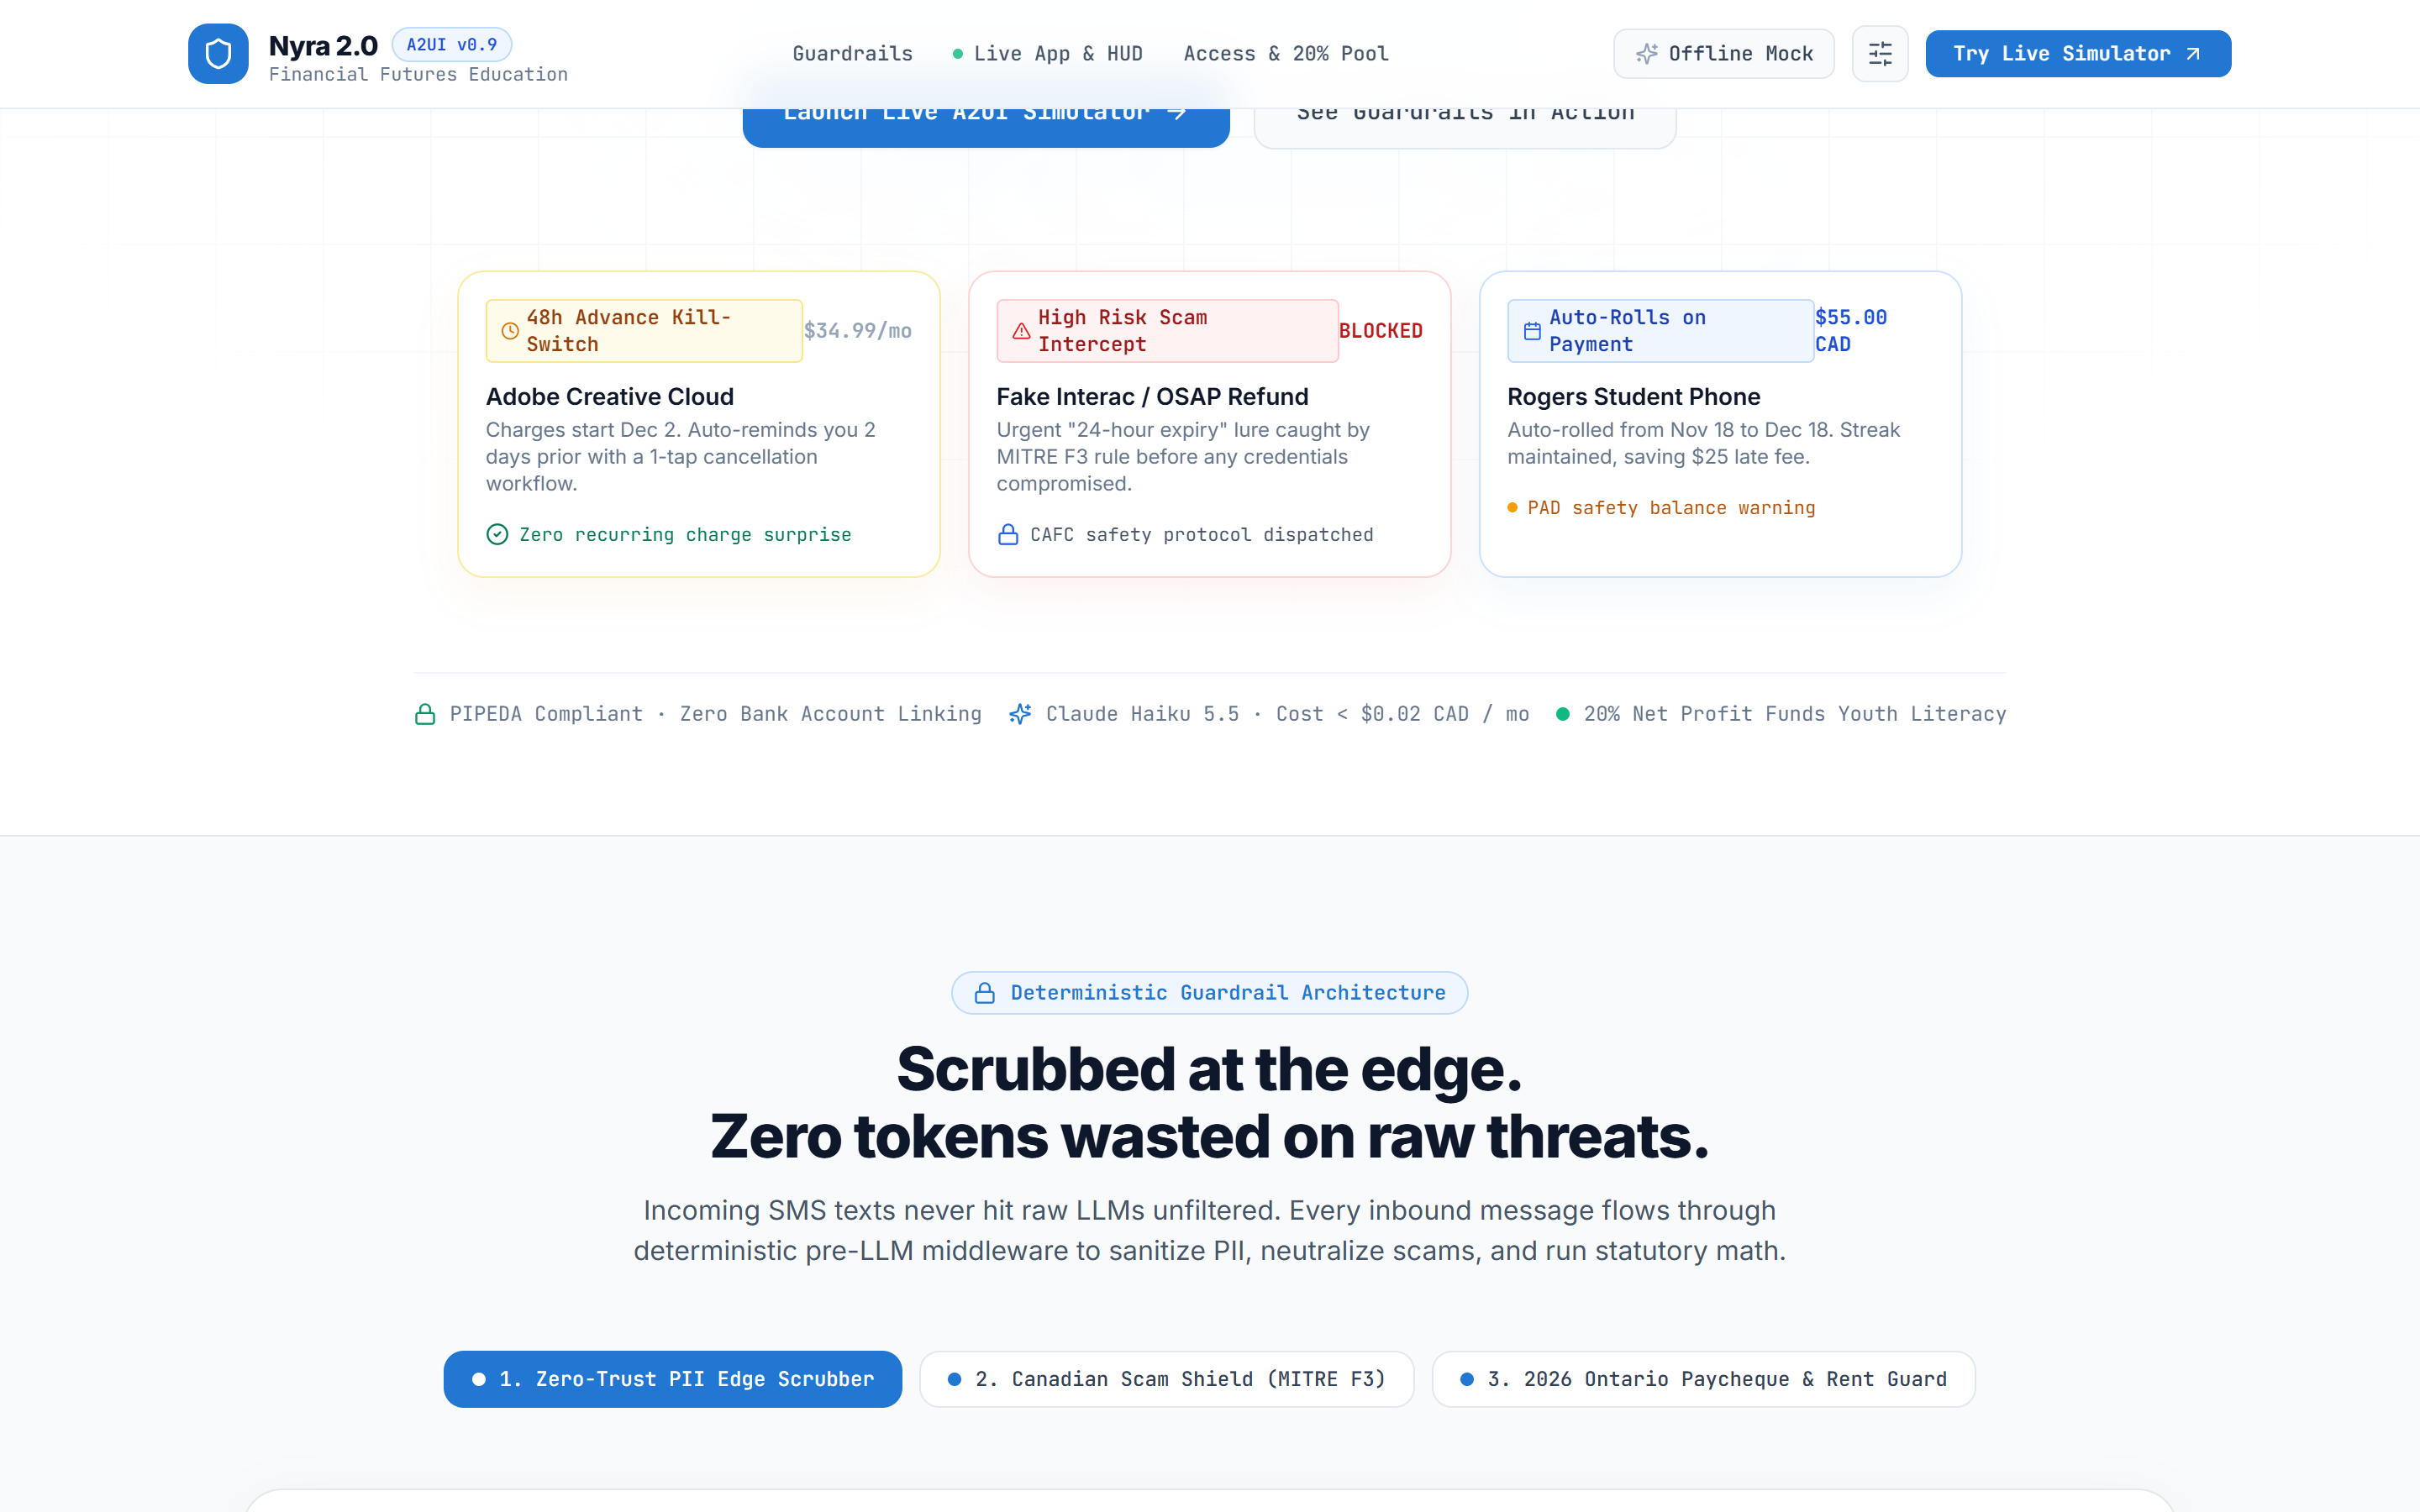 Nyra 2.0 A2UI v0.9
Financial Futures Education
Guardrails Live App & HUD Access & 20% Pool
Offline Mock
Try Live Simulator
Launch Live A2UI Simulator →
See Guardrails in Action
48h Advance Kill-
Switch
$34.99/mo
Adobe Creative Cloud
Charges start Dec 2. Auto-reminds you 2
days prior with a 1-tap cancellation
workflow.
Zero recurring charge surprise
High Risk Scam
Intercept
BLOCKED
Fake Interac / OSAP Refund
Urgent "24-hour expiry" lure caught by
MITRE F3 rule before any credentials
compromised.
CAFC safety protocol dispatched
Auto-Rolls on
Payment
$55.00
CAD
Rogers Student Phone
Auto-rolled from Nov 18 to Dec 18. Streak
maintained, saving $25 late fee.
PAD safety balance warning
PIPEDA Compliant · Zero Bank Account Linking
Claude Haiku 5.5 · Cost < $0.02 CAD / mo
20% Net Profit Funds Youth Literacy
Deterministic Guardrail Architecture
Scrubbed at the edge.
Zero tokens wasted on raw threats.
Incoming SMS texts never hit raw LLMs unfiltered. Every inbound message flows through
deterministic pre-LLM middleware to sanitize PII, neutralize scams, and run statutory math.
1. Zero-Trust PII Edge Scrubber
2. Canadian Scam Shield (MITRE F3)
3. 2026 Ontario Paycheque & Rent Guard